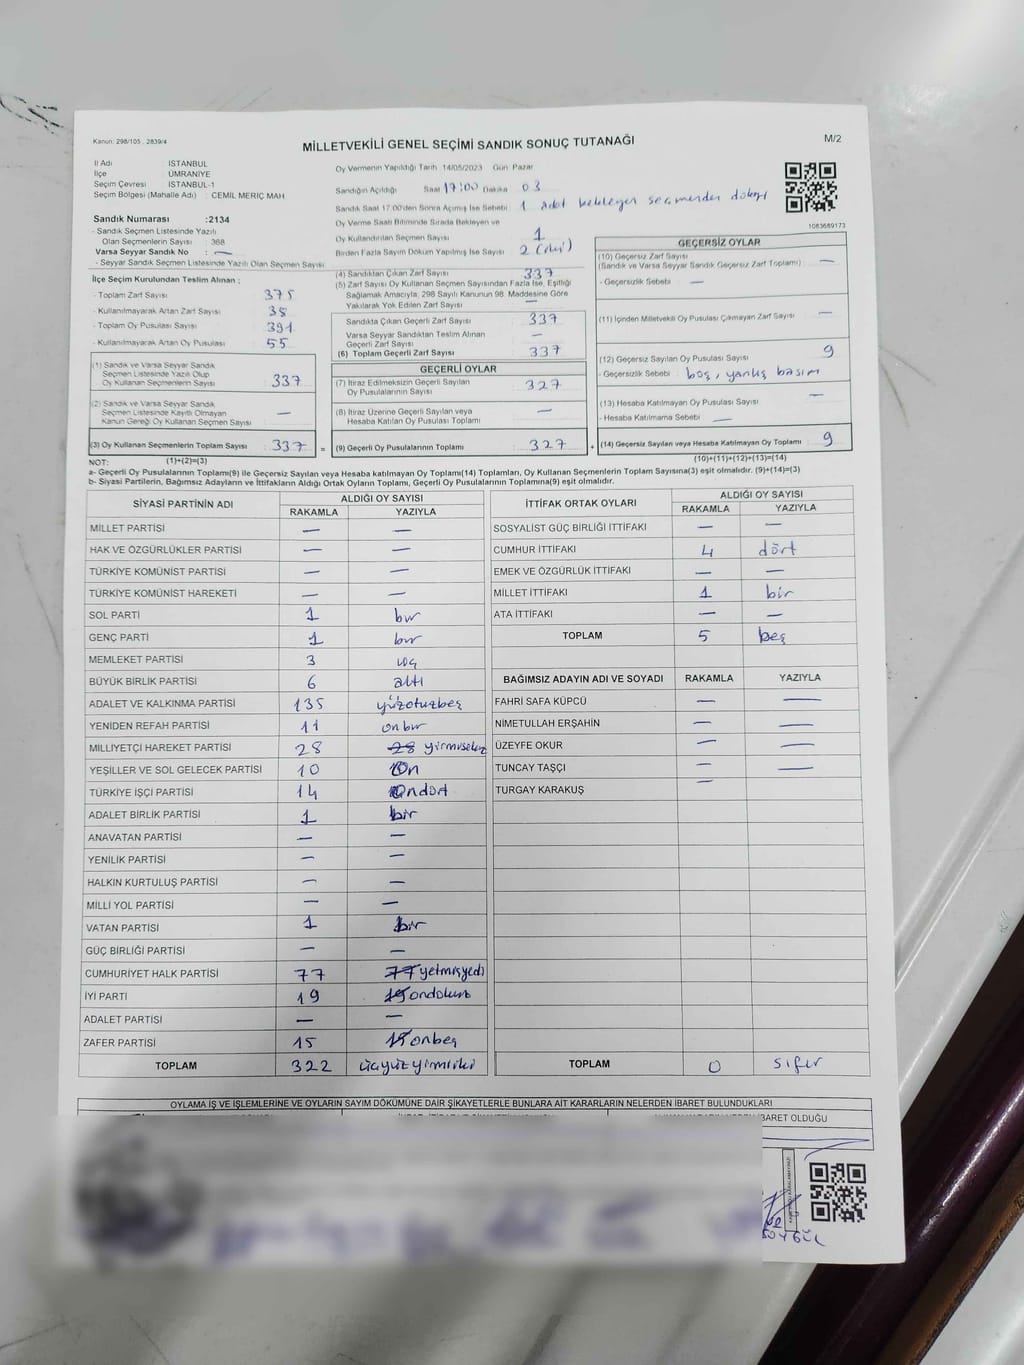 Kanun: 298/105 , 2839/4
MİLLETVEKİLİ GENEL SEÇİMİ SANDIK SONUÇ TUTANAĞI
M/2
İl Adı : İSTANBUL
İlçe : ÜMRANİYE
Seçim Çevresi : İSTANBUL-1
Seçim Bölgesi (Mahalle Adı) : CEMİL MERİÇ MAH
Sandık Numarası :2134
- Sandık Seçmen Listesinde Yazılı
Olan Seçmenlerin Sayısı : 368
Varsa Seyyar Sandık No : —
- Seyyar Sandık Seçmen Listesinde Yazılı Olan Seçmen Sayısı
Oy Vermenin Yapıldığı Tarih 14/05/2023 Gün Pazar
Sandığın Açıldığı Saat 17:00 Dakika 03
Sandık Saat 17.00'den Sonra Açılmış İse Sebebi 1 adet bekleyen seçmenden dolayı
Oy Verme Saati Bitiminde Sırada Bekleyen ve
Oy Kullandırılan Seçmen Sayısı 1
Birden Fazla Sayım Döküm Yapılmış İse Sayısı 2 (iki)
1083689173
İlçe Seçim Kurulundan Teslim Alınan :
- Toplam Zarf Sayısı : 375
- Kullanılmayarak Artan Zarf Sayısı : 38
- Toplam Oy Pusulası Sayısı : 391
- Kullanılmayarak Artan Oy Pusulası : 55
(1) Sandık ve Varsa Seyyar Sandık
Seçmen Listesinde Yazılı Olup
Oy Kullanan Seçmenlerin Sayısı : 337
(2) Sandık ve Varsa Seyyar Sandık
Seçmen Listesinde Kayıtlı Olmayan
Kanun Gereği Oy Kullanan Seçmen Sayısı : —
(3) Oy Kullanan Seçmenlerin Toplam Sayısı : 337 =
(4) Sandıktan Çıkan Zarf Sayısı : 337
(5) Zarf Sayısı Oy Kullanan Seçmen Sayısından Fazla İse, Eşitliği
Sağlamak Amacıyla; 298 Sayılı Kanunun 98. Maddesine Göre
Yakılarak Yok Edilen Zarf Sayısı : —
Sandıkta Çıkan Geçerli Zarf Sayısı : 337
Varsa Seyyar Sandıktan Teslim Alınan
Geçerli Zarf Sayısı : —
(6) Toplam Geçerli Zarf Sayısı : 337
GEÇERLİ OYLAR
(7) İtiraz Edilmeksizin Geçerli Sayılan
Oy Pusulalarının Sayısı : 327
(8) İtiraz Üzerine Geçerli Sayılan veya
Hesaba Katılan Oy Pusulası Toplamı : —
(9) Geçerli Oy Pusulalarının Toplamı : 327 +
GEÇERSİZ OYLAR
(10) Geçersiz Zarf Sayısı
(Sandık ve Varsa Seyyar Sandık Geçersiz Zarf Toplamı) : —
- Geçersizlik Sebebi : —
(11) İçinden Milletvekili Oy Pusulası Çıkmayan Zarf Sayısı : —
(12) Geçersiz Sayılan Oy Pusulası Sayısı : 9
- Geçersizlik Sebebi : boş, yanlış basım
(13) Hesaba Katılmayan Oy Pusulası Sayısı : —
- Hesaba Katılmama Sebebi : —
(14) Geçersiz Sayılan veya Hesaba Katılmayan Oy Toplamı : 9
NOT: (1)+(2)=(3)
(10)+(11)+(12)+(13)=(14)
a- Geçerli Oy Pusulalarının Toplamı(9) ile Geçersiz Sayılan veya Hesaba katılmayan Oy Toplamı(14) Toplamları, Oy Kullanan Seçmenlerin Toplam Sayısına(3) eşit olmalıdır. (9)+(14)=(3)
b- Siyasi Partilerin, Bağımsız Adayların ve İttifakların Aldığı Ortak Oyların Toplamı, Geçerli Oy Pusulalarının Toplamına(9) eşit olmalıdır.
SİYASİ PARTİNİN ADI ALDIĞI OY SAYISI
RAKAMLA YAZIYLA
MİLLET PARTİSİ — —
HAK VE ÖZGÜRLÜKLER PARTİSİ — —
TÜRKİYE KOMÜNİST PARTİSİ — —
TÜRKİYE KOMÜNİST HAREKETİ — —
SOL PARTİ 1 bir
GENÇ PARTİ 1 bir
MEMLEKET PARTİSİ 3 üç
BÜYÜK BİRLİK PARTİSİ 6 altı
ADALET VE KALKINMA PARTİSİ 135 yüzotuzbeş
YENİDEN REFAH PARTİSİ 11 onbir
MİLLİYETÇİ HAREKET PARTİSİ 28 28 yirmisekiz
YEŞİLLER VE SOL GELECEK PARTİSİ 10 On
TÜRKİYE İŞÇİ PARTİSİ 14 Ondört
ADALET BİRLİK PARTİSİ 1 bir
ANAVATAN PARTİSİ — —
YENİLİK PARTİSİ — —
HALKIN KURTULUŞ PARTİSİ — —
MİLLİ YOL PARTİSİ — —
VATAN PARTİSİ 1 bir
GÜÇ BİRLİĞİ PARTİSİ — —
CUMHURİYET HALK PARTİSİ 77 77 yetmişyedi
İYİ PARTİ 19 19 ondokuz
ADALET PARTİSİ — —
ZAFER PARTİSİ 15 15 onbeş
TOPLAM 322 üçyüzyirmiiki
İTTİFAK ORTAK OYLARI ALDIĞI OY SAYISI
RAKAMLA YAZIYLA
SOSYALİST GÜÇ BİRLİĞİ İTTİFAKI — —
CUMHUR İTTİFAKI 4 dört
EMEK VE ÖZGÜRLÜK İTTİFAKI — —
MİLLET İTTİFAKI 1 bir
ATA İTTİFAKI — —
TOPLAM 5 beş
BAĞIMSIZ ADAYIN ADI VE SOYADI RAKAMLA YAZIYLA
FAHRİ SAFA KÜPCÜ — —
NİMETULLAH ERŞAHİN — —
ÜZEYFE OKUR — —
TUNCAY TAŞÇI — —
TURGAY KARAKUŞ —
TOPLAM 0 sıfır
OYLAMA İŞ VE İŞLEMLERİNE VE OYLARIN SAYIM DÖKÜMÜNE DAİR ŞİKAYETLERLE BUNLARA AİT KARARLARIN NELERDEN İBARET BULUNDUKLARI
İBARET OLDUĞU